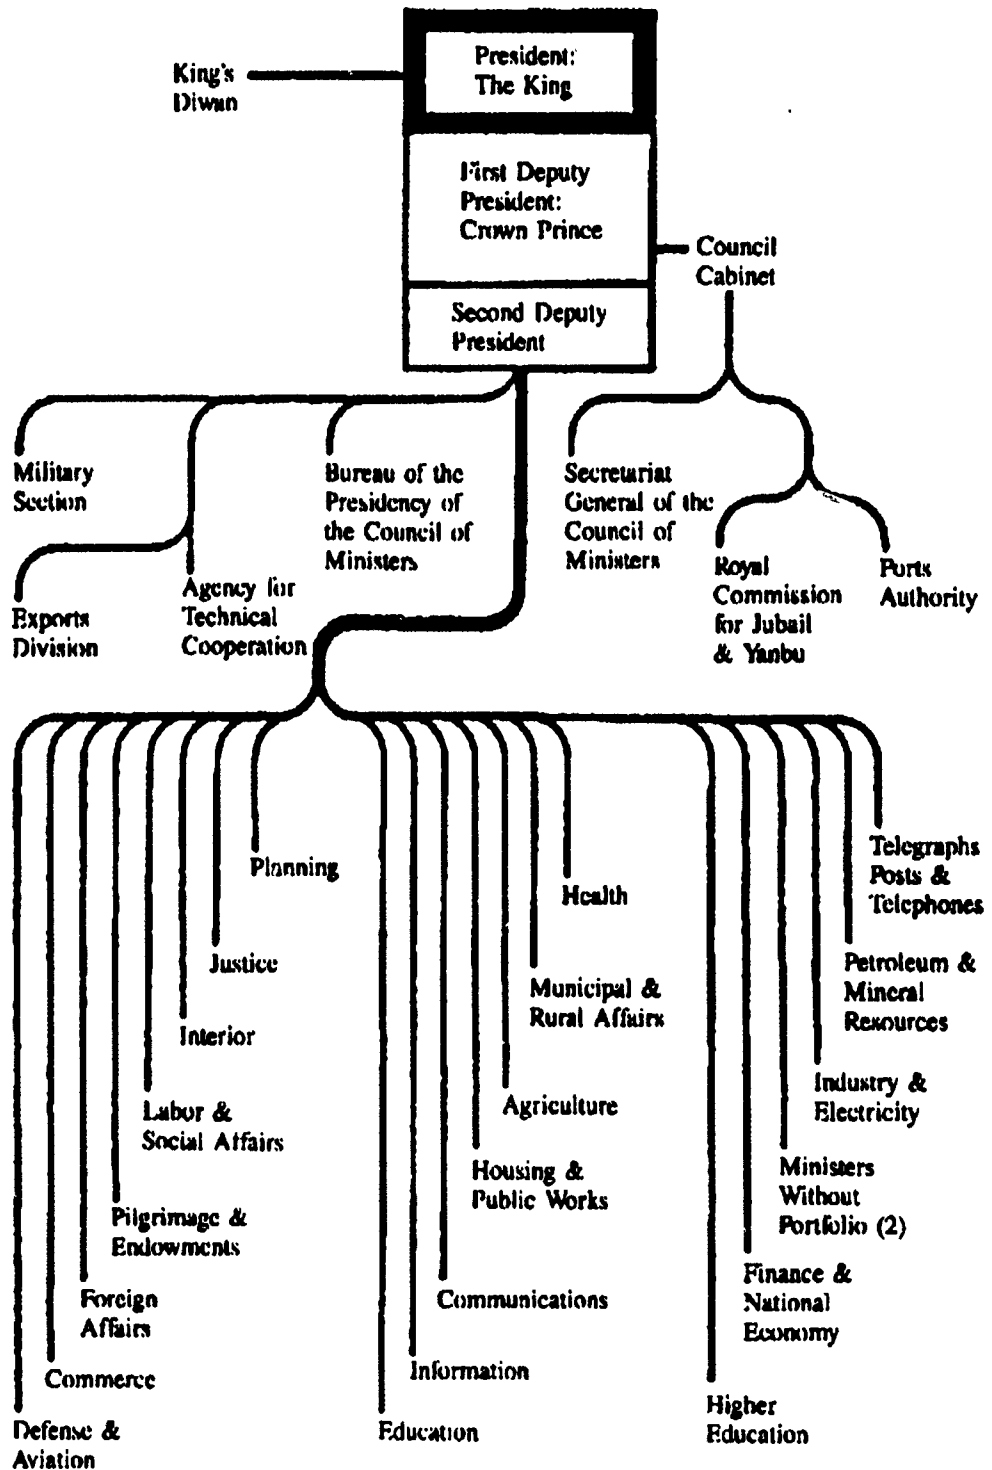 President:
The King
King's
Diwan
First Deputy
President:
Crown Prince
Council
Cabinet
Second Deputy
President
Military
Section
Bureau of the
Presidency of
the Council of
Ministers
Secretariat
General of the
Council of
Ministers
Royal
Commission
for Jubail
& Yanbu
Ports
Authority
Agency for
Technical
Cooperation
Exports
Division
Planning
Justice
Interior
Labor &
Social Affairs
Pilgrimage &
Endowments
Foreign
Affairs
Commerce
Defense &
Aviation
Health
Municipal &
Rural Affairs
Agriculture
Housing &
Public Works
Communications
Information
Education
Telegraphs
Posts &
Telephones
Petroleum &
Mineral
Resources
Industry &
Electricity
Ministers
Without
Portfolio (2)
Finance &
National
Economy
Higher
Education